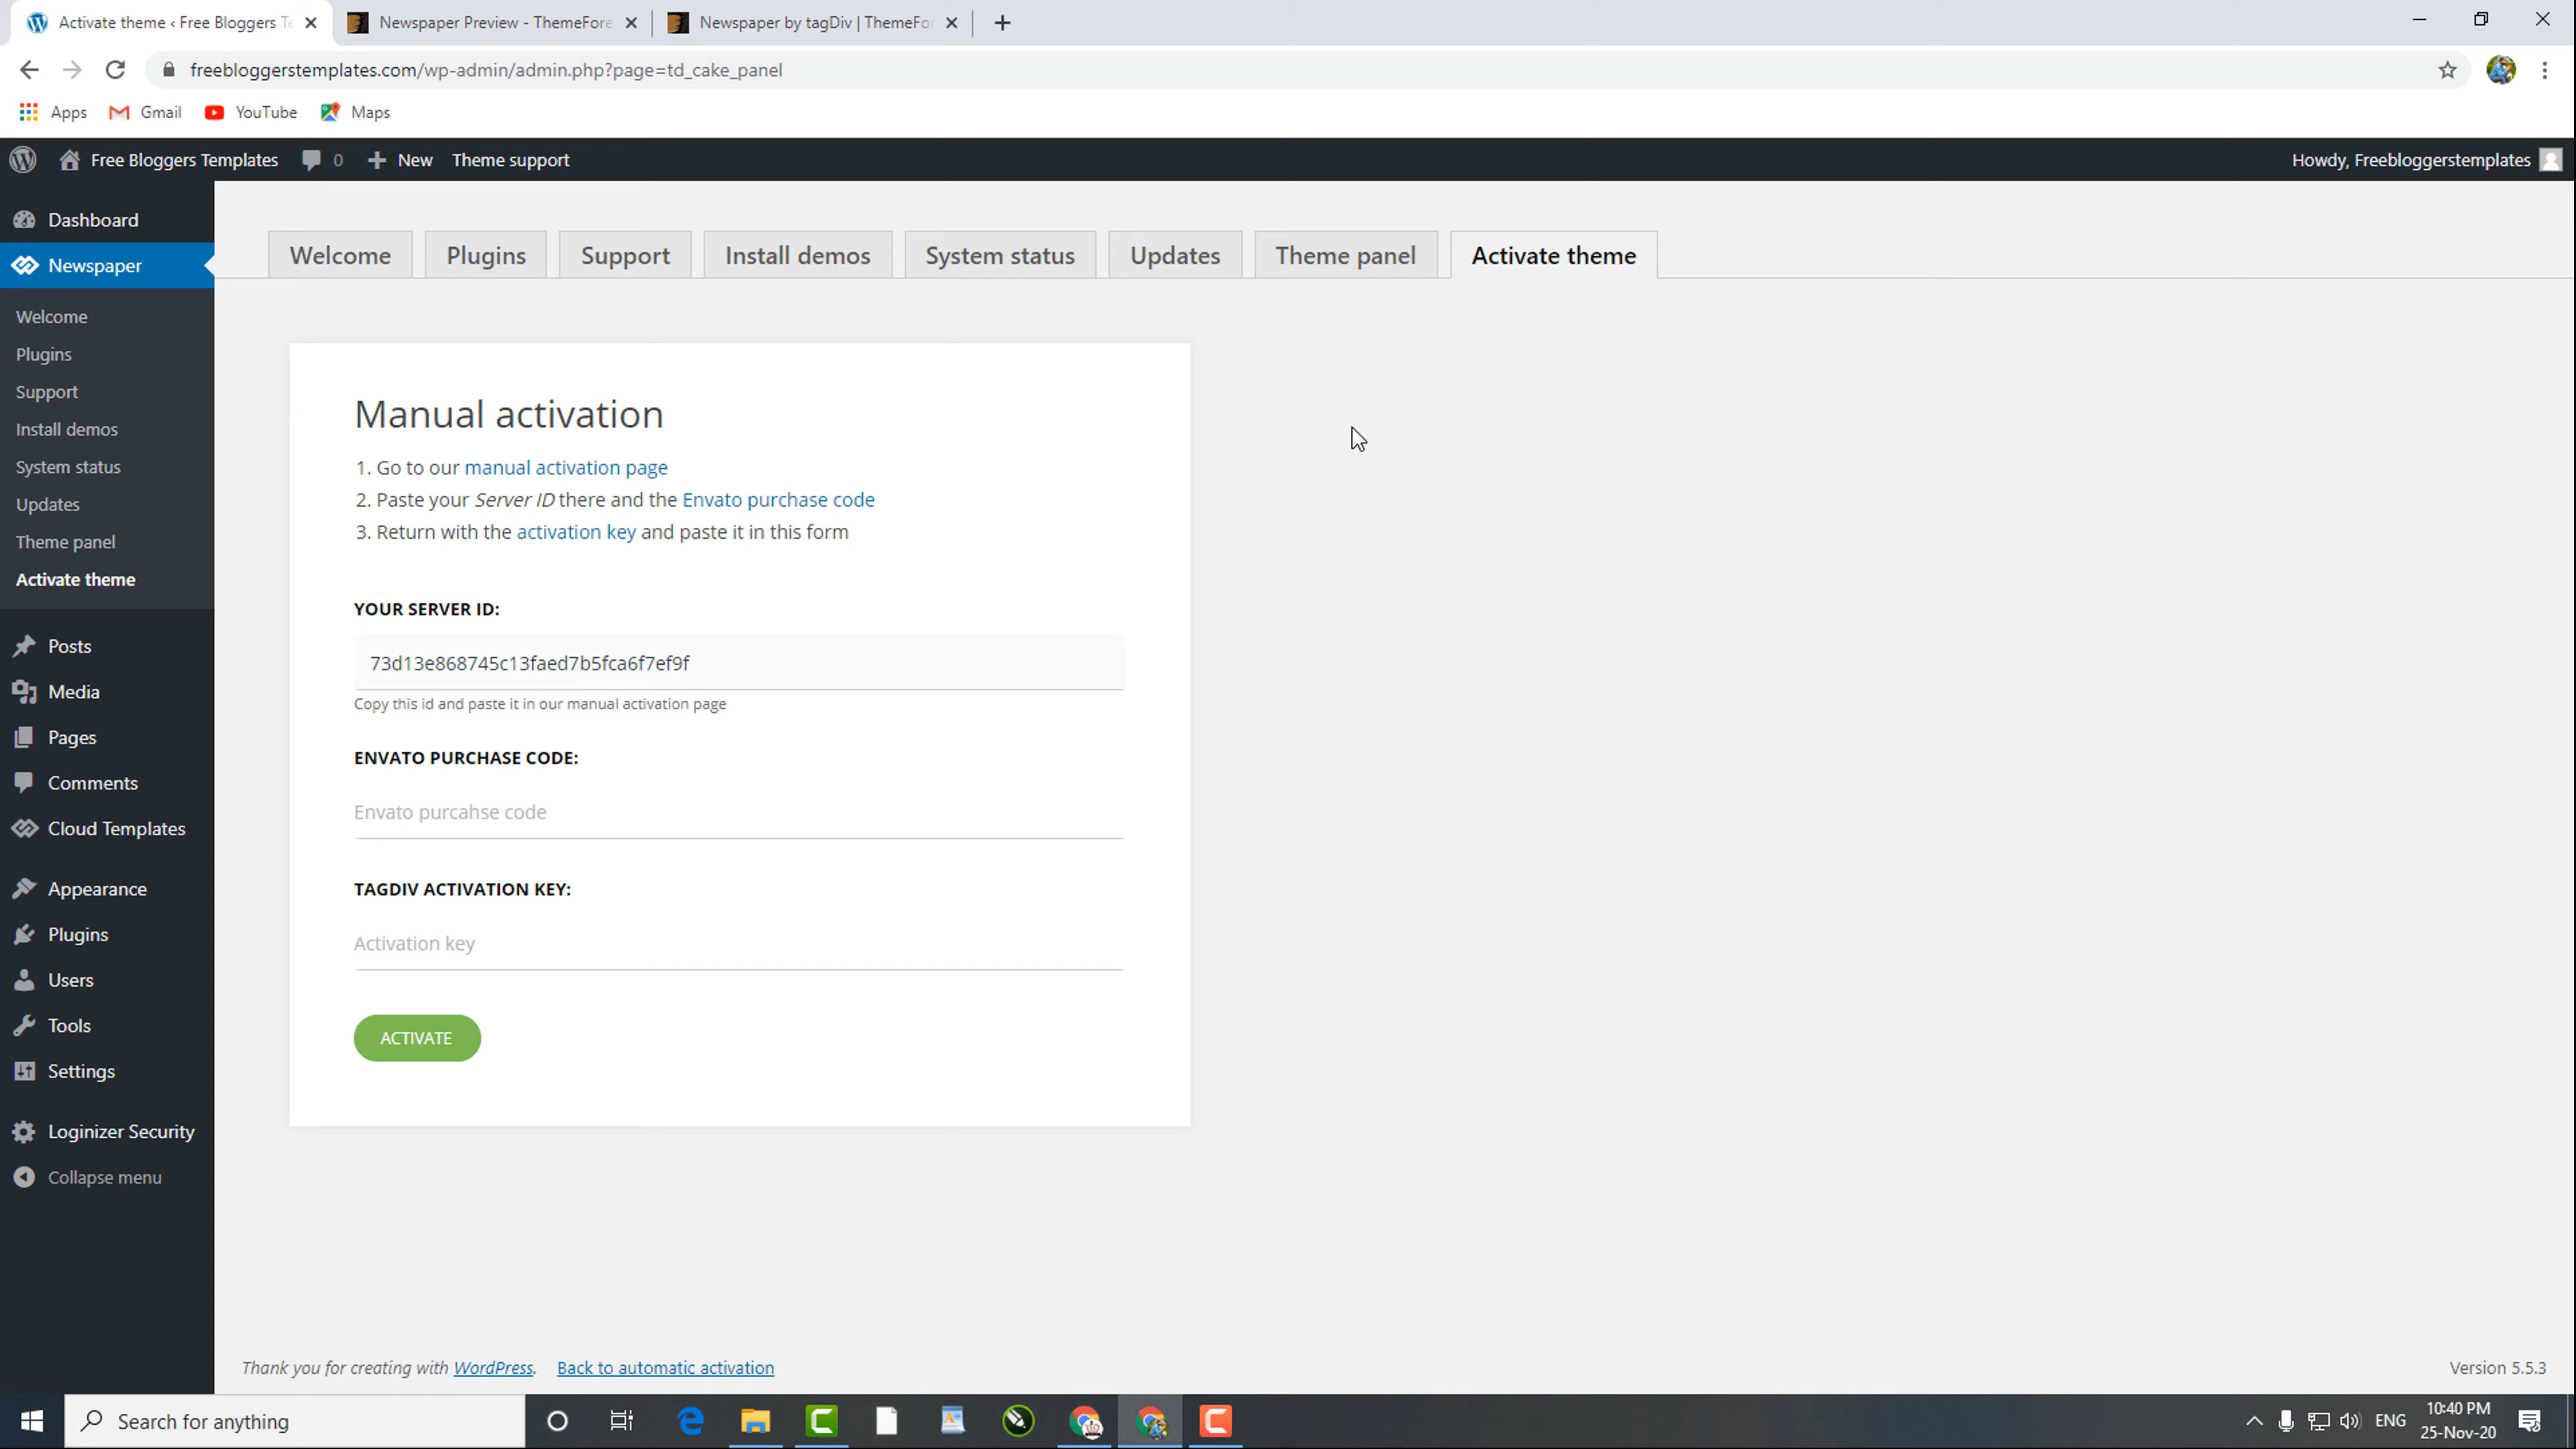 Activate theme ‹ Free Bloggers Te
Newspaper Preview - ThemeFore
Newspaper by tagDiv | ThemeFo
freebloggerstemplates.com/wp-admin/admin.php?page=td_cake_panel
Apps
Gmail
YouTube
Maps
Free Bloggers Templates
0
New
Theme support
Howdy, Freebloggerstemplates
Dashboard
Newspaper
Welcome
Plugins
Support
Install demos
System status
Updates
Theme panel
Activate theme
Posts
Media
Pages
Comments
Cloud Templates
Appearance
Plugins
Users
Tools
Settings
Loginizer Security
Collapse menu
Welcome
Plugins
Support
Install demos
System status
Updates
Theme panel
Activate theme
Manual activation
1. Go to our manual activation page
2. Paste your Server ID there and the Envato purchase code
3. Return with the activation key and paste it in this form
YOUR SERVER ID:
73d13e868745c13faed7b5fca6f7ef9f
Copy this id and paste it in our manual activation page
ENVATO PURCHASE CODE:
Envato purcahse code
TAGDIV ACTIVATION KEY:
Activation key
ACTIVATE
Thank you for creating with WordPress.
Back to automatic activation
Version 5.5.3
Search for anything
ENG
10:40 PM
25-Nov-20